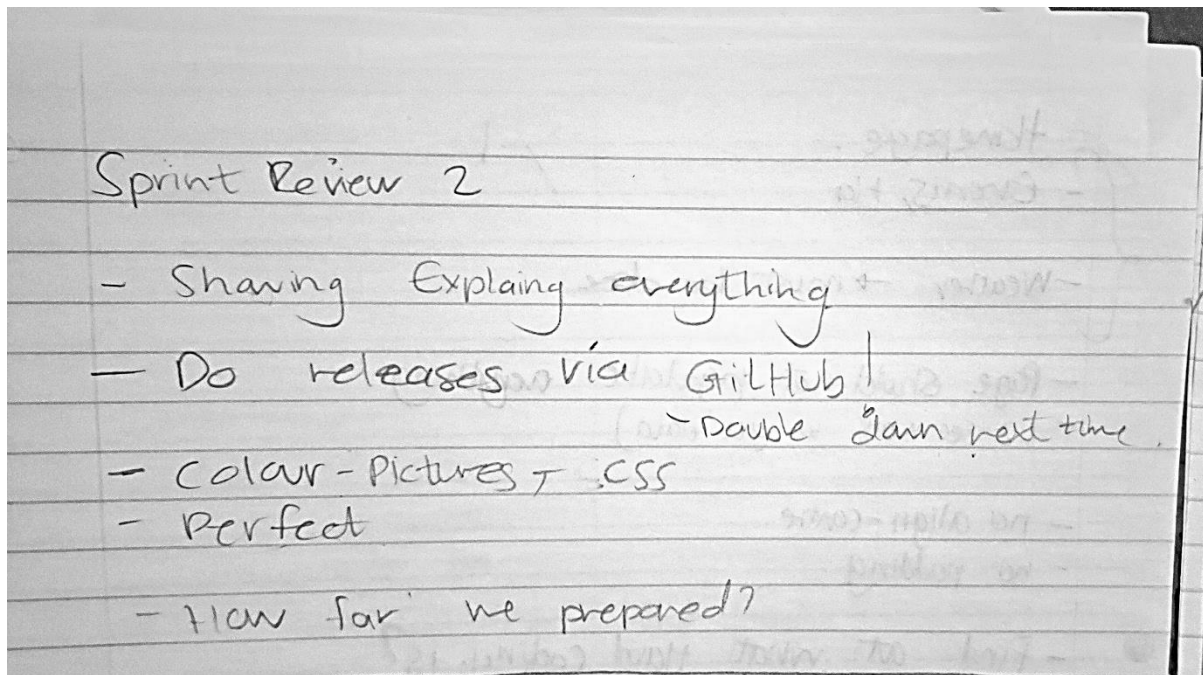 Sprint Review 2
- Sharing Explaing everything
- Do releases via GitHub!
- Double down next time.
- Colour - Pictures, .CSS
- Perfect
- How far we prepared?